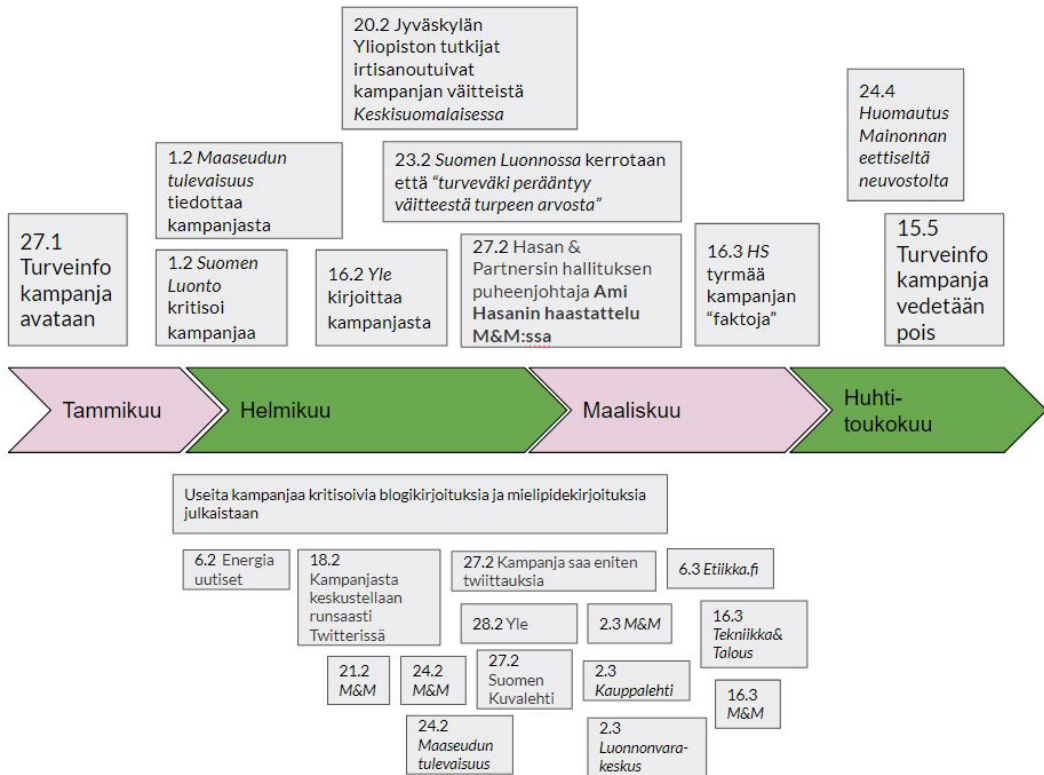 20.2 Jyväskylän
Yliopiston tutkijat
irtisanoutuivat
kampanjan väitteistä
Keskisuomalaisessa
24.4
Huomautus
Mainonnan
eettiseltä
neuvostolta
1.2 Maaseudun
tulevaisuus
tiedottaa
kampanjasta
23.2 Suomen Luonnossa kerrotaan
että “turveväki perääntyy
väitteestä turpeen arvosta”
27.1
Turveinfo
kampanja
avataan
1.2 Suomen
Luonto
kritisoi
kampanjaa
16.2 Yle
kirjoittaa
kampanjasta
27.2 Hasan &
Partnersin hallituksen
puheenjohtaja Ami
Hasanin haastattelu
M&M:ssa
16.3 HS
tyrmää
kampanjan
“faktoja”
15.5
Turveinfo
kampanja
vedetään
pois
Tammikuu
Helmikuu
Maaliskuu
Huhti-
toukokuu
Useita kampanjaa kritisoivia blogikirjoituksia ja mielipidekirjoituksia
julkaistaan
6.2 Energia
uutiset
18.2
Kampanjasta
keskustellaan
runsaasti
Twitterissä
27.2 Kampanja saa eniten
twiittauksia
6.3 Etiikka.fi
28.2 Yle
2.3 M&M
16.3
Tekniikka&
Talous
21.2
M&M
24.2
M&M
27.2
Suomen
Kuvalehti
2.3
Kauppalehti
16.3
M&M
24.2
Maaseudun
tulevaisuus
2.3
Luonnonvara-
keskus